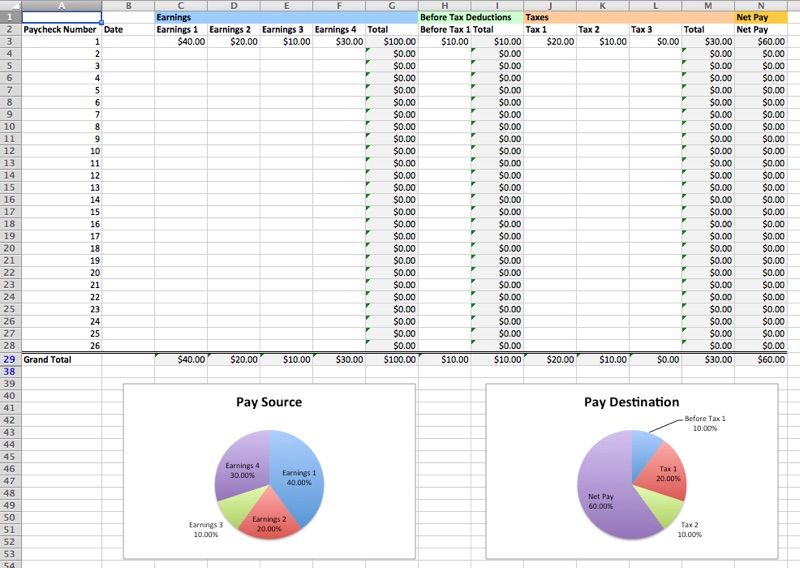 A B C D E F G H I J K L M N
1 Earnings Before Tax Deductions Taxes Net Pay
2 Paycheck Number Date Earnings 1 Earnings 2 Earnings 3 Earnings 4 Total Before Tax 1 Total Tax 1 Tax 2 Tax 3 Total Net Pay
3 1 $40.00 $20.00 $10.00 $30.00 $100.00 $10.00 $10.00 $20.00 $10.00 $0.00 $30.00 $60.00
4 2 $0.00 $0.00 $0.00 $0.00
5 3 $0.00 $0.00 $0.00 $0.00
6 4 $0.00 $0.00 $0.00 $0.00
7 5 $0.00 $0.00 $0.00 $0.00
8 6 $0.00 $0.00 $0.00 $0.00
9 7 $0.00 $0.00 $0.00 $0.00
10 8 $0.00 $0.00 $0.00 $0.00
11 9 $0.00 $0.00 $0.00 $0.00
12 10 $0.00 $0.00 $0.00 $0.00
13 11 $0.00 $0.00 $0.00 $0.00
14 12 $0.00 $0.00 $0.00 $0.00
15 13 $0.00 $0.00 $0.00 $0.00
16 14 $0.00 $0.00 $0.00 $0.00
17 15 $0.00 $0.00 $0.00 $0.00
18 16 $0.00 $0.00 $0.00 $0.00
19 17 $0.00 $0.00 $0.00 $0.00
20 18 $0.00 $0.00 $0.00 $0.00
21 19 $0.00 $0.00 $0.00 $0.00
22 20 $0.00 $0.00 $0.00 $0.00
23 21 $0.00 $0.00 $0.00 $0.00
24 22 $0.00 $0.00 $0.00 $0.00
25 23 $0.00 $0.00 $0.00 $0.00
26 24 $0.00 $0.00 $0.00 $0.00
27 25 $0.00 $0.00 $0.00 $0.00
28 26 $0.00 $0.00 $0.00 $0.00
29 Grand Total $40.00 $20.00 $10.00 $30.00 $100.00 $10.00 $10.00 $20.00 $10.00 $0.00 $30.00 $60.00
38
39
40
41
42
43
44
45
46
47
48
49
50
51
52
53
54
Pay Source
Earnings 4
30.00%
Earnings 1
40.00%
Earnings 2
20.00%
Earnings 3
10.00%
Pay Destination
Before Tax 1
10.00%
Tax 1
20.00%
Net Pay
60.00%
Tax 2
10.00%